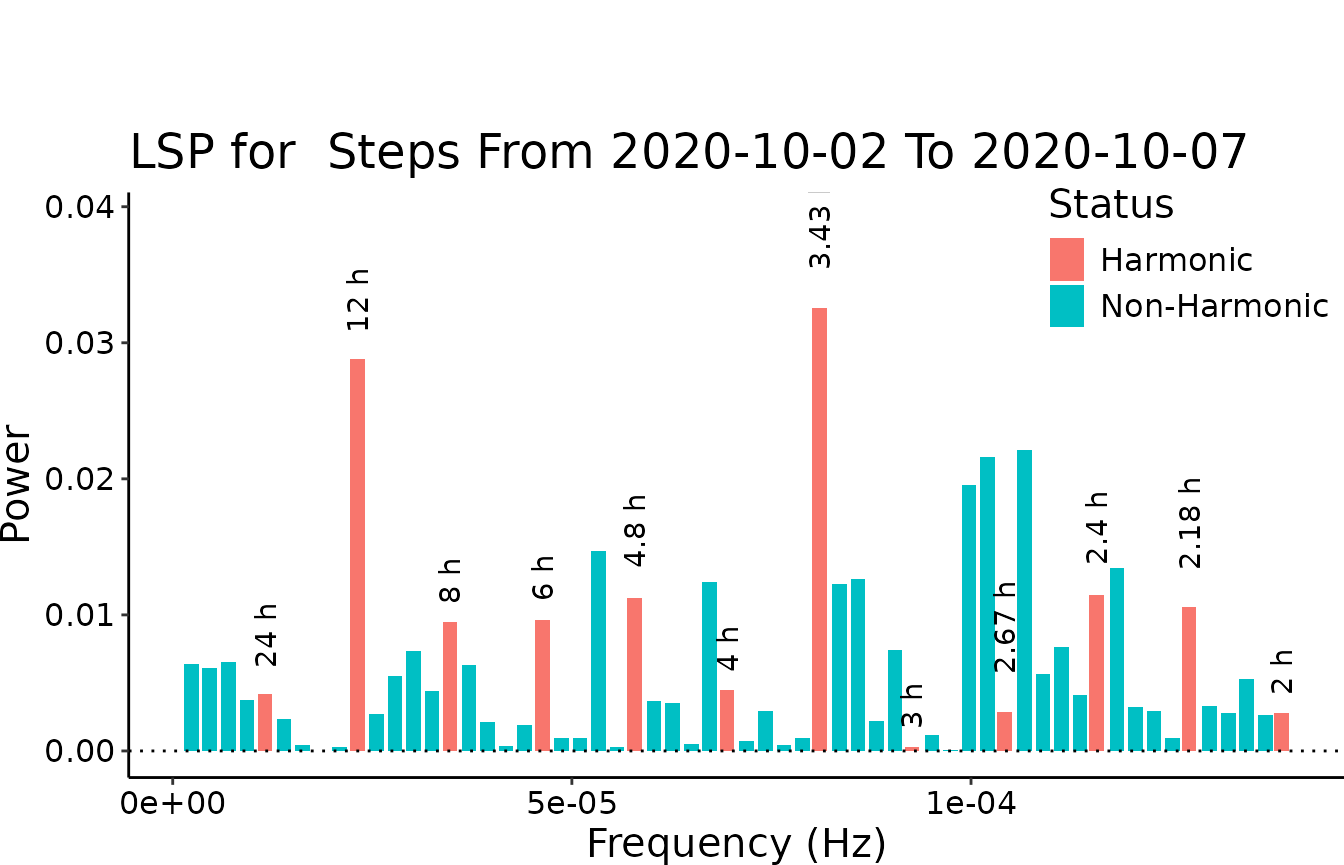 LSP for  Steps From 2020-10-02 To 2020-10-07
Status
Harmonic
Non-Harmonic
Power
0.04
0.03
0.02
0.01
0.00
24 h
12 h
8 h
6 h
4.8 h
4 h
3.43
3 h
2.67 h
2.4 h
2.18 h
2 h
0e+00
5e-05
1e-04
Frequency (Hz)